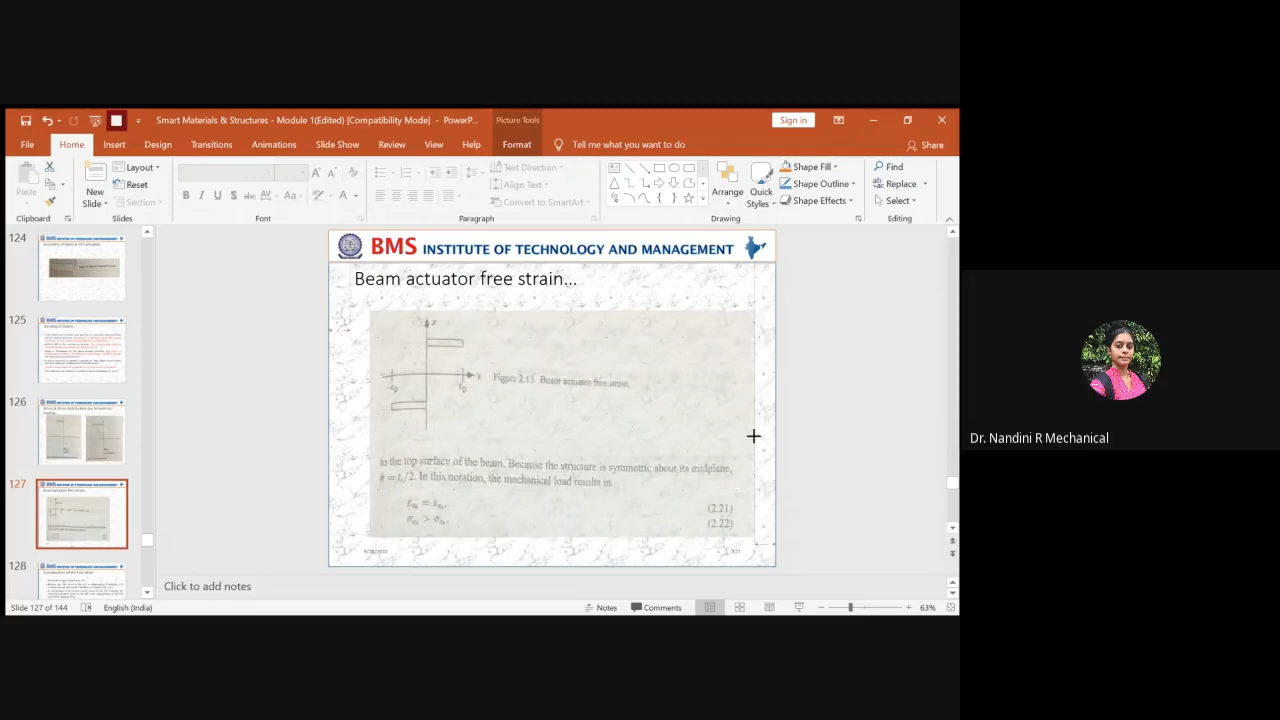 Smart Materials & Structures - Module 1(Edited) [Compatibility Mode] - PowerP...
Picture Tools
Sign in
File
Home
Insert
Design
Transitions
Animations
Slide Show
Review
View
Help
Format
Tell me what you want to do
Share
Paste
New
Slide
Layout
Reset
Section
B I U S abc AV Aa A
Text Direction
Align Text
Convert to SmartArt
Arrange
Quick
Styles
Shape Fill
Shape Outline
Shape Effects
Find
Replace
Select
Clipboard
Slides
Font
Paragraph
Drawing
Editing
124
125
126
127
128
BMS INSTITUTE OF TECHNOLOGY AND MANAGEMENT
Beam actuator free strain...
Figure 2.13. Beam actuator free strain.
to the top surface of the beam. Because the structure is symmetric about its midplane,
In this notation, the mechanical load results in
(2.21)
(2.22)
127
Click to add notes
Slide 127 of 144
English (India)
Notes
Comments
63%
Dr. Nandini R Mechanical